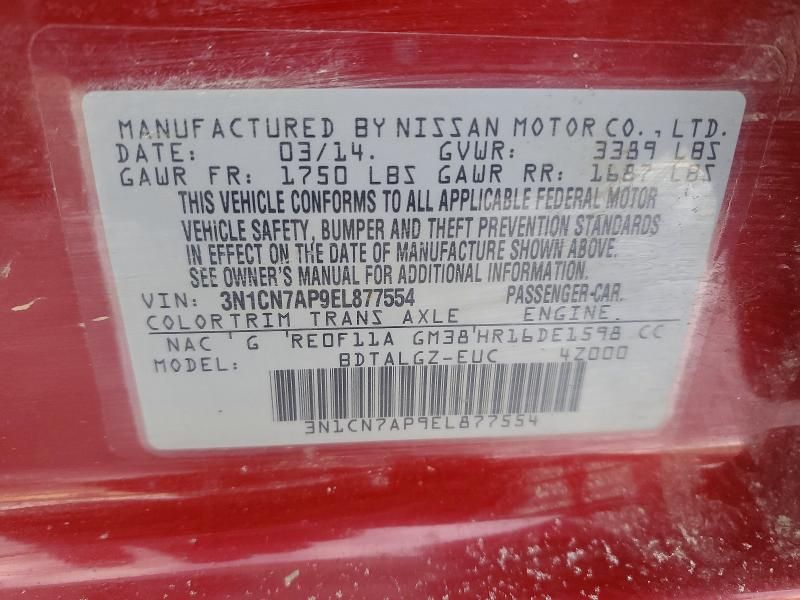 MANUFACTURED BY NISSAN MOTOR CO., LTD.
DATE: 03/14. GVWR: 3389 LBS
GAWR FR: 1750 LBS GAWR RR: 1687 LBS
THIS VEHICLE CONFORMS TO ALL APPLICABLE FEDERAL MOTOR
VEHICLE SAFETY, BUMPER AND THEFT PREVENTION STANDARDS
IN EFFECT ON THE DATE OF MANUFACTURE SHOWN ABOVE.
SEE OWNER'S MANUAL FOR ADDITIONAL INFORMATION.
VIN: 3N1CN7AP9EL877554 PASSENGER-CAR.
COLORTRIM TRANS AXLE ENGINE.
NAC G RE0F11A GM38 HR16DE1598 CC
MODEL: BDTALGZ-EUC 4Z000
3N1CN7AP9EL877554